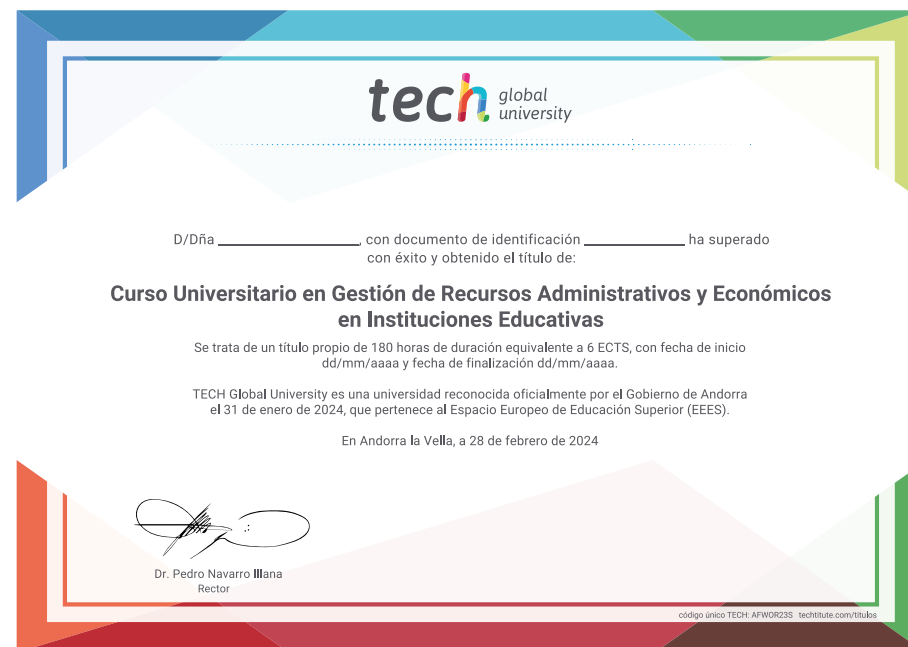 tech global
university
D/Dña ____________________, con documento de identificación ______________ ha superado
con éxito y obtenido el título de:
Curso Universitario en Gestión de Recursos Administrativos y Económicos
en Instituciones Educativas
Se trata de un título propio de 180 horas de duración equivalente a 6 ECTS, con fecha de inicio
dd/mm/aaaa y fecha de finalización dd/mm/aaaa.
TECH Global University es una universidad reconocida oficialmente por el Gobierno de Andorra
el 31 de enero de 2024, que pertenece al Espacio Europeo de Educación Superior (EEES).
En Andorra la Vella, a 28 de febrero de 2024
Dr. Pedro Navarro Illana
Rector
código único TECH: AFWOR23S techtitute.com/titulos